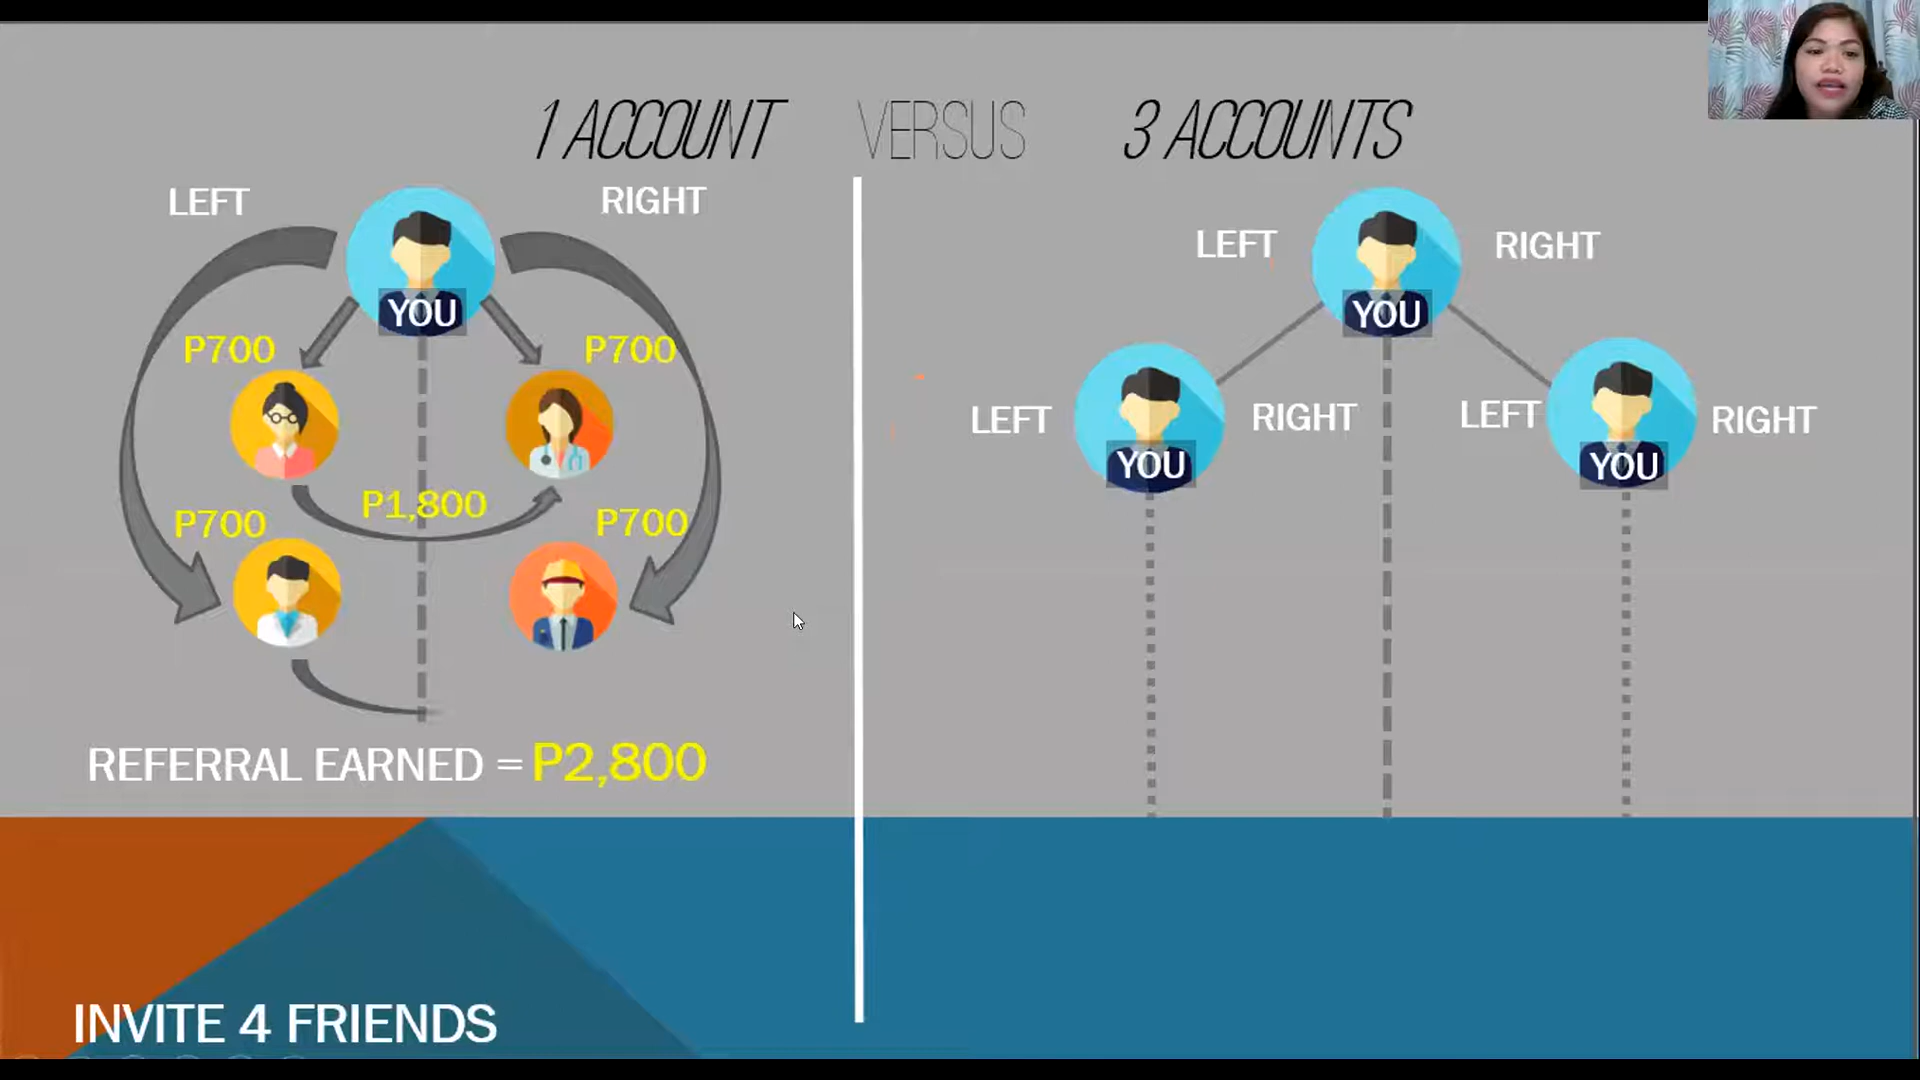 1 ACCOUNT VERSUS 3 ACCOUNTS
LEFT
RIGHT
YOU
P700
P700
P1,800
P700
P700
REFERRAL EARNED = P2,800
INVITE 4 FRIENDS
LEFT
RIGHT
YOU
LEFT
RIGHT
YOU
LEFT
RIGHT
YOU